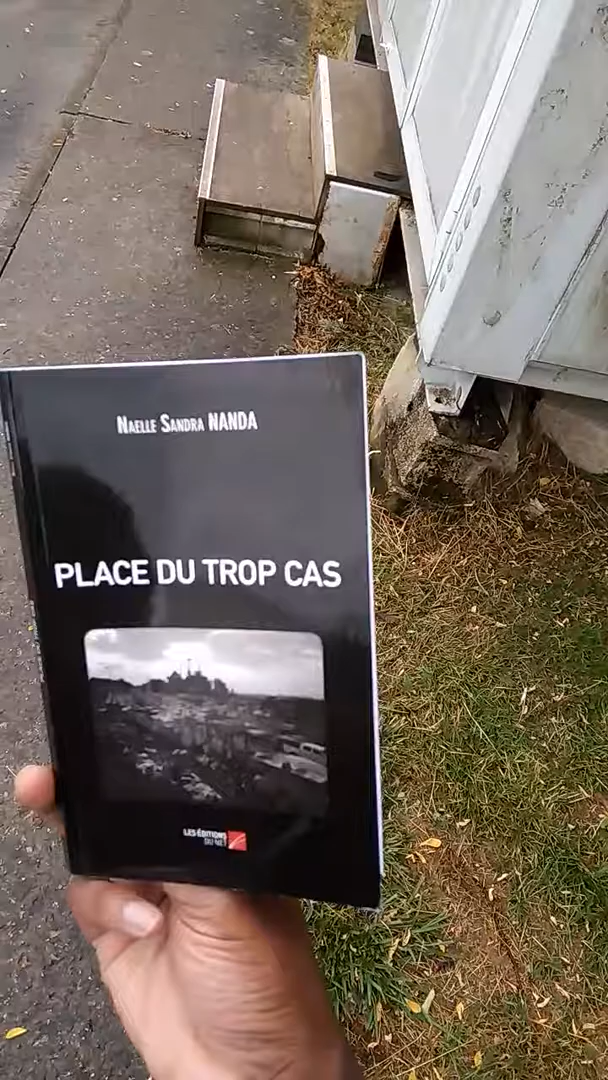 Naelle Sandra NANDA
PLACE DU TROP CAS
LES ÉDITIONS
DU NET